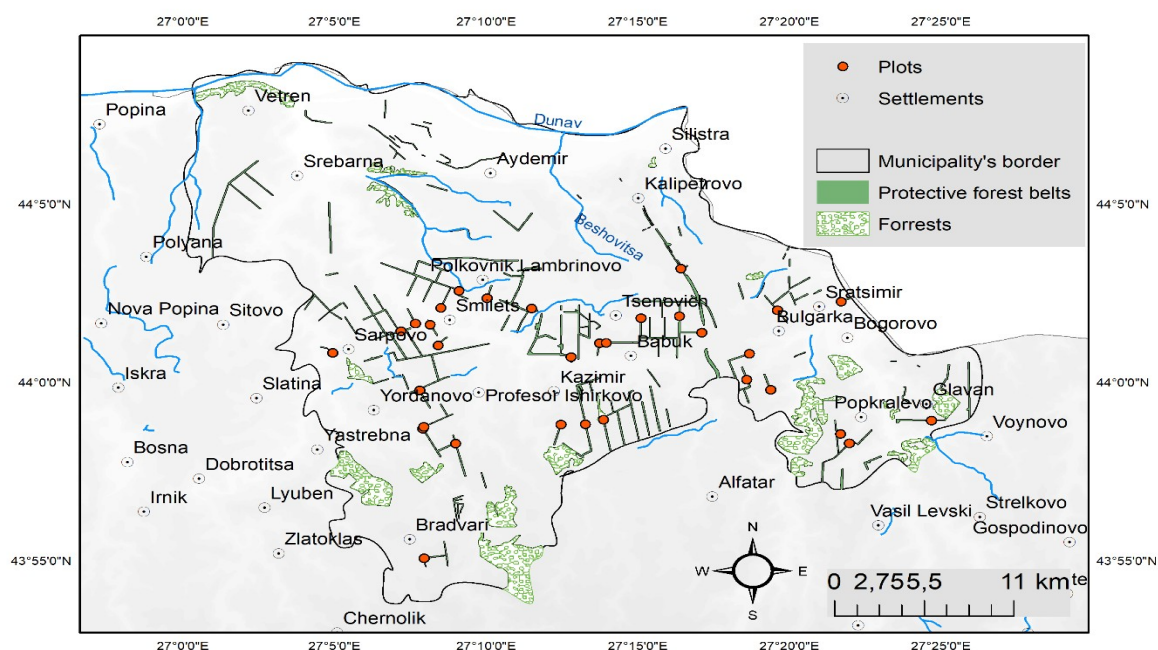 27°0'0"E 27°5'0"E 27°10'0"E 27°15'0"E 27°20'0"E 27°25'0"E
Plots
Settlements
Municipality's border
Protective forest belts
Forrests
Popina
Vetren
Dunav
Silistra
Srebarna
Aydemir
Kalipetrovo
44°5'0"N
44°5'0"N
Beshovitsa
Polyana
Polkovnik Lambrinovo
Nova Popina
Sitovo
Smilets
Tsenovich
Sratsimir
Bulgarka
Bogorovo
Sarpovo
Babuk
44°0'0"N
44°0'0"N
Iskra
Slatina
Kazimir
Yordanovo
Profesor Ishirkovo
Popkralevo
Glavan
Voynovo
Yastrebna
Bosna
Dobrotitsa
Irnik
Lyuben
Alfatar
Strelkovo
Vasil Levski
Gospodinovo
Zlatoklas
Bradvari
43°55'0"N
43°55'0"N
N
W
E
S
0 2,755,5 11 km
te
Chernolik
27°0'0"E 27°5'0"E 27°10'0"E 27°15'0"E 27°20'0"E 27°25'0"E